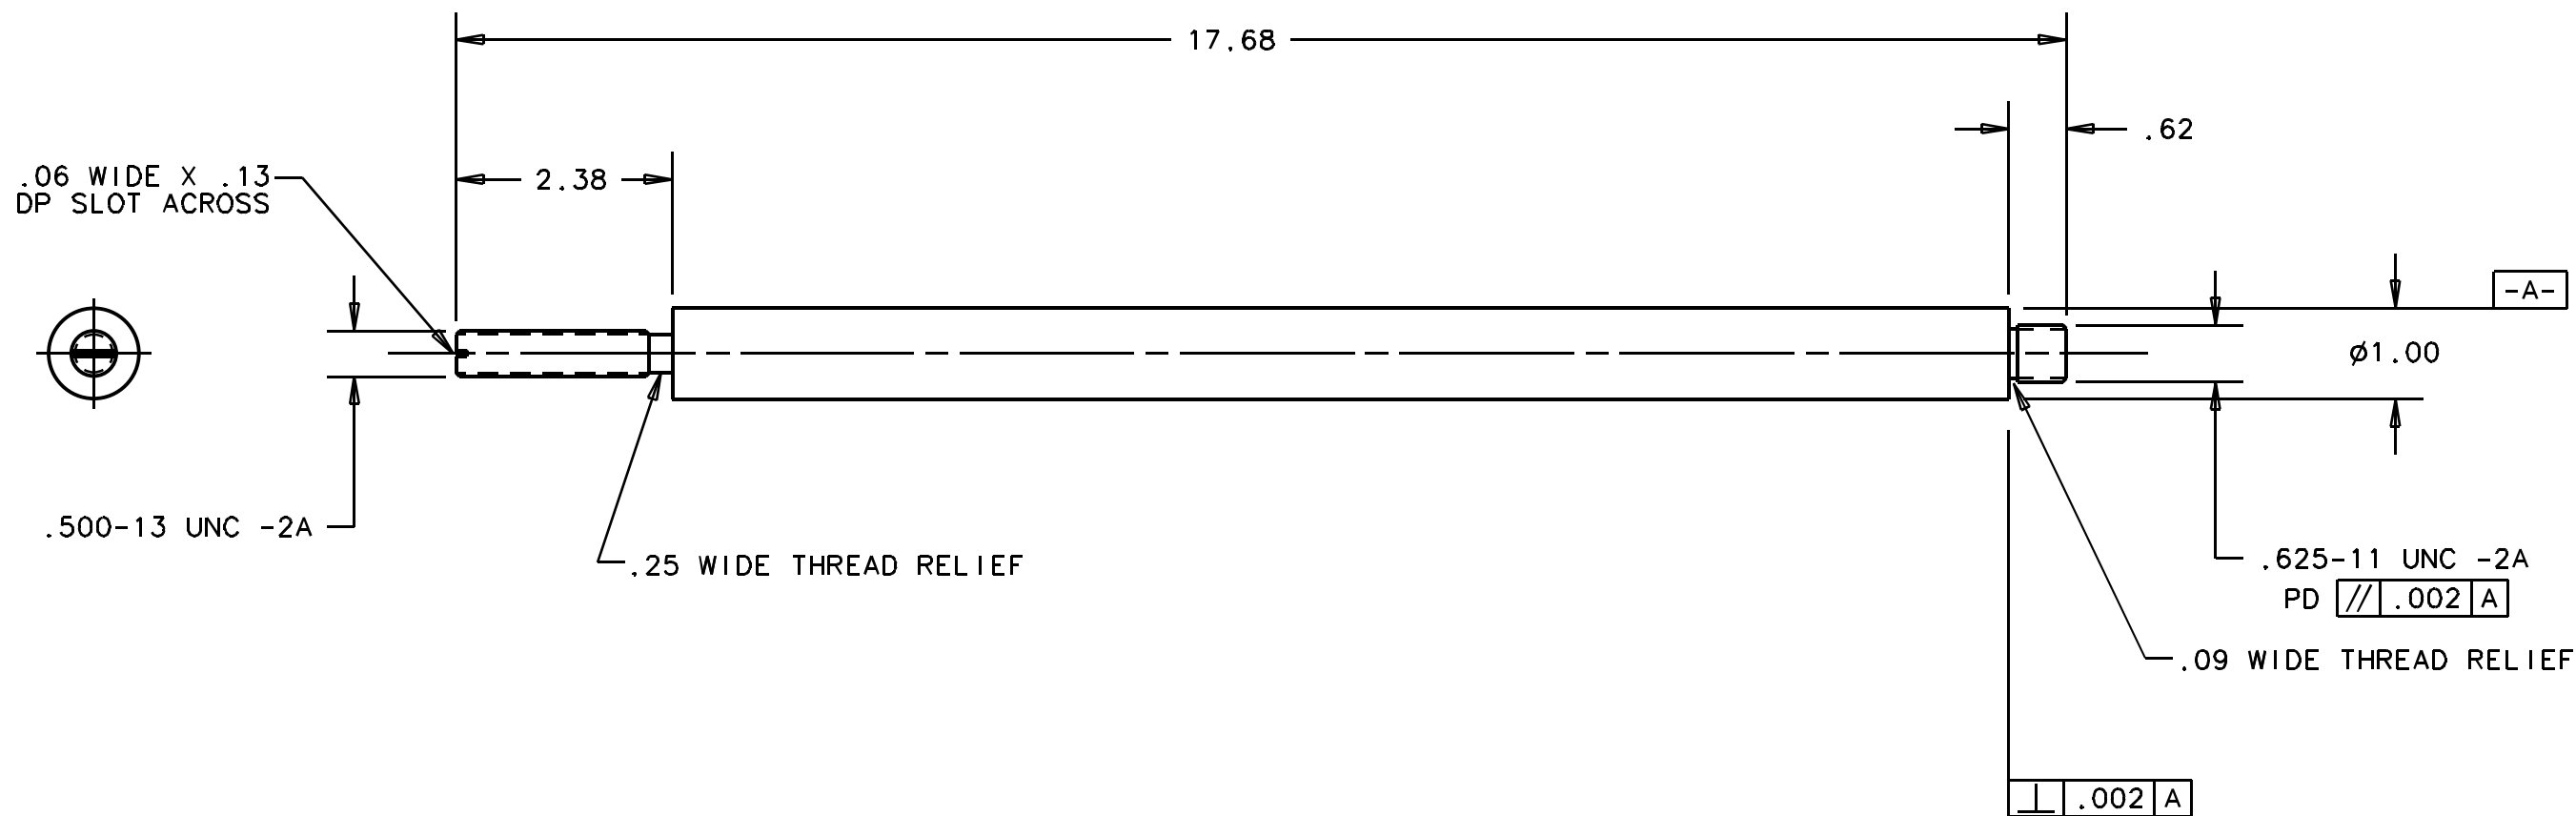 17.68
.62
.06 WIDE X .13
DP SLOT ACROSS
2.38
-A-
⌀1.00
.500-13 UNC -2A
.25 WIDE THREAD RELIEF
.625-11 UNC -2A
PD // .002 A
.09 WIDE THREAD RELIEF
⊥ .002 A